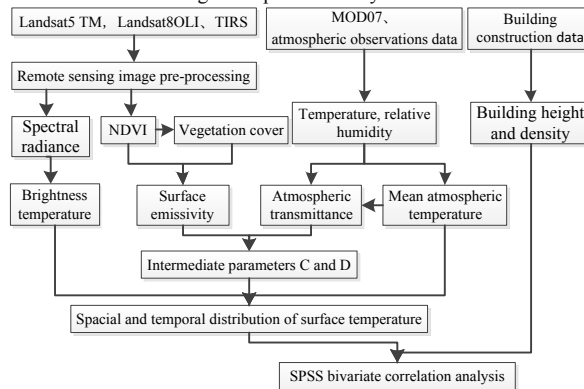 Landsat5 TM，Landsat8OLI、TIRS
MOD07、
atmospheric observations data
Building
construction data
Remote sensing image pre-processing
Spectral
radiance
NDVI
Vegetation cover
Temperature, relative
humidity
Building height
and density
Brightness
temperature
Surface
emissivity
Atmospheric
transmittance
Mean atmospheric
temperature
Intermediate parameters C and D
Spacial and temporal distribution of surface temperature
SPSS bivariate correlation analysis